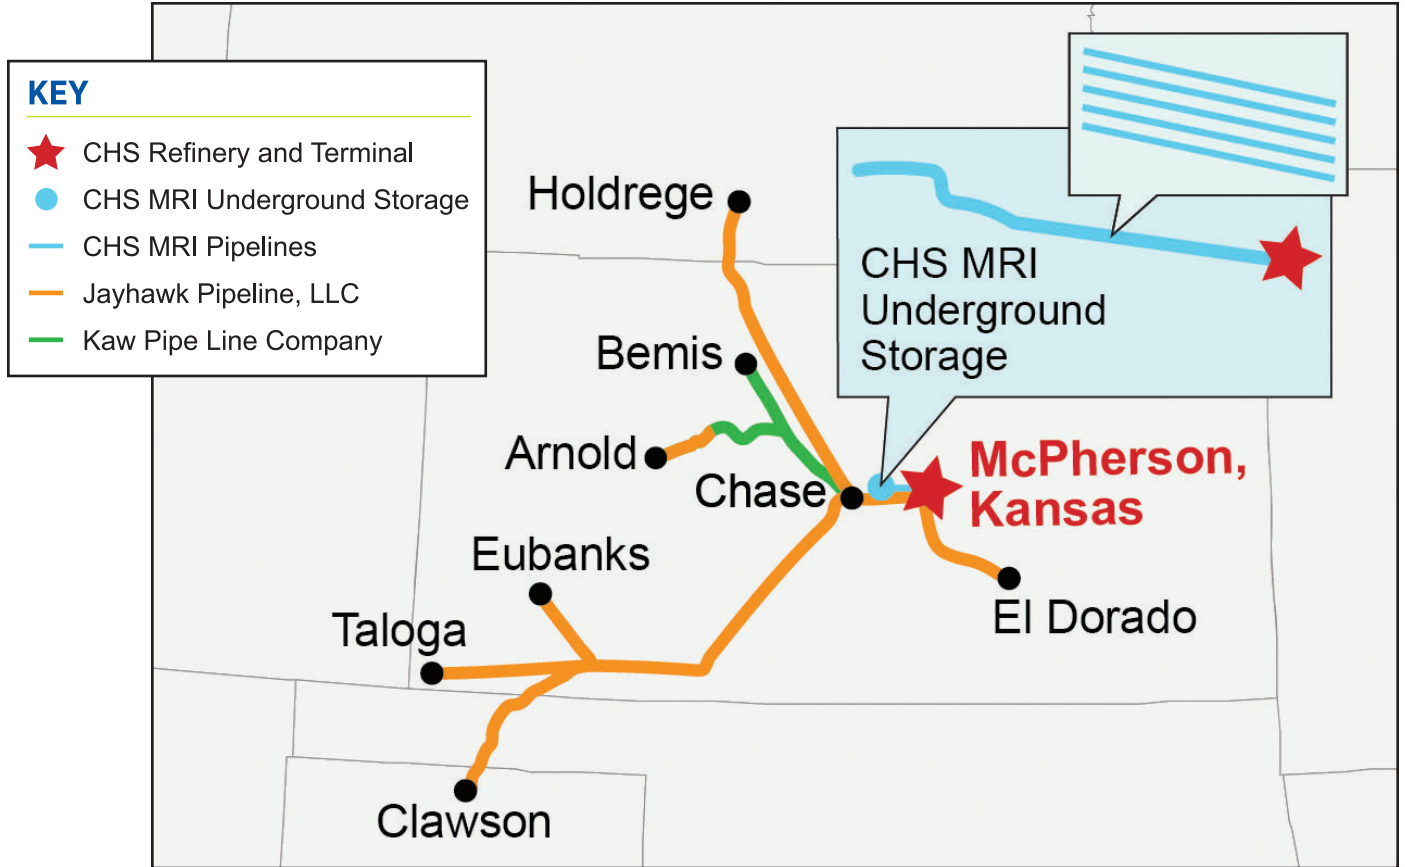 KEY
CHS Refinery and Terminal
CHS MRI Underground Storage
CHS MRI Pipelines
Jayhawk Pipeline, LLC
Kaw Pipe Line Company
Holdrege
CHS MRI
Underground
Storage
Bemis
Arnold
Chase
McPherson,
Kansas
Eubanks
El Dorado
Taloga
Clawson